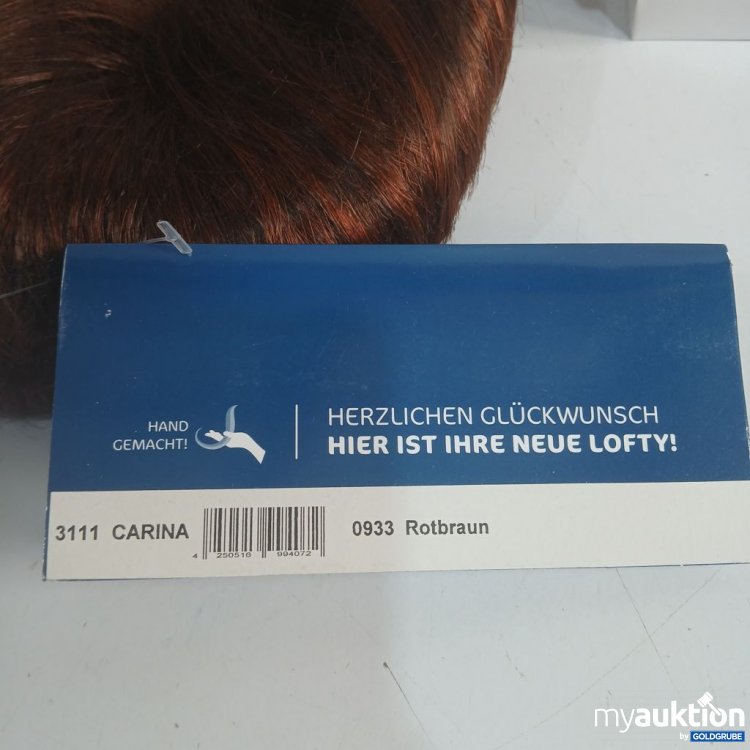 HAND
GEMACHT!
HERZLICHEN GLÜCKWUNSCH
HIER IST IHRE NEUE LOFTY!
3111 CARINA
4 250516 994072
0933 Rotbraun
myauktion
by GOLDGRUBE